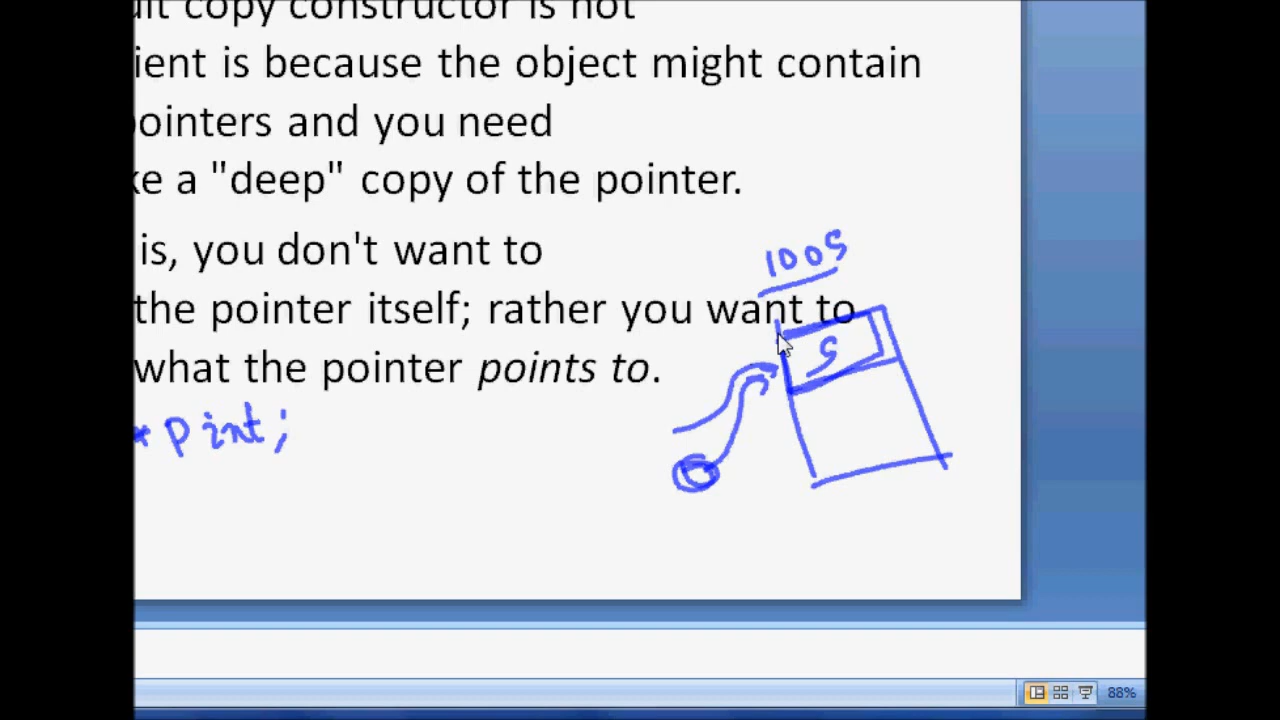 ult copy constructor is not
ient is because the object might contain
pointers and you need
ke a "deep" copy of the pointer.
is, you don't want to
1005
the pointer itself; rather you want to
5
what the pointer points to.
* pint;
88%